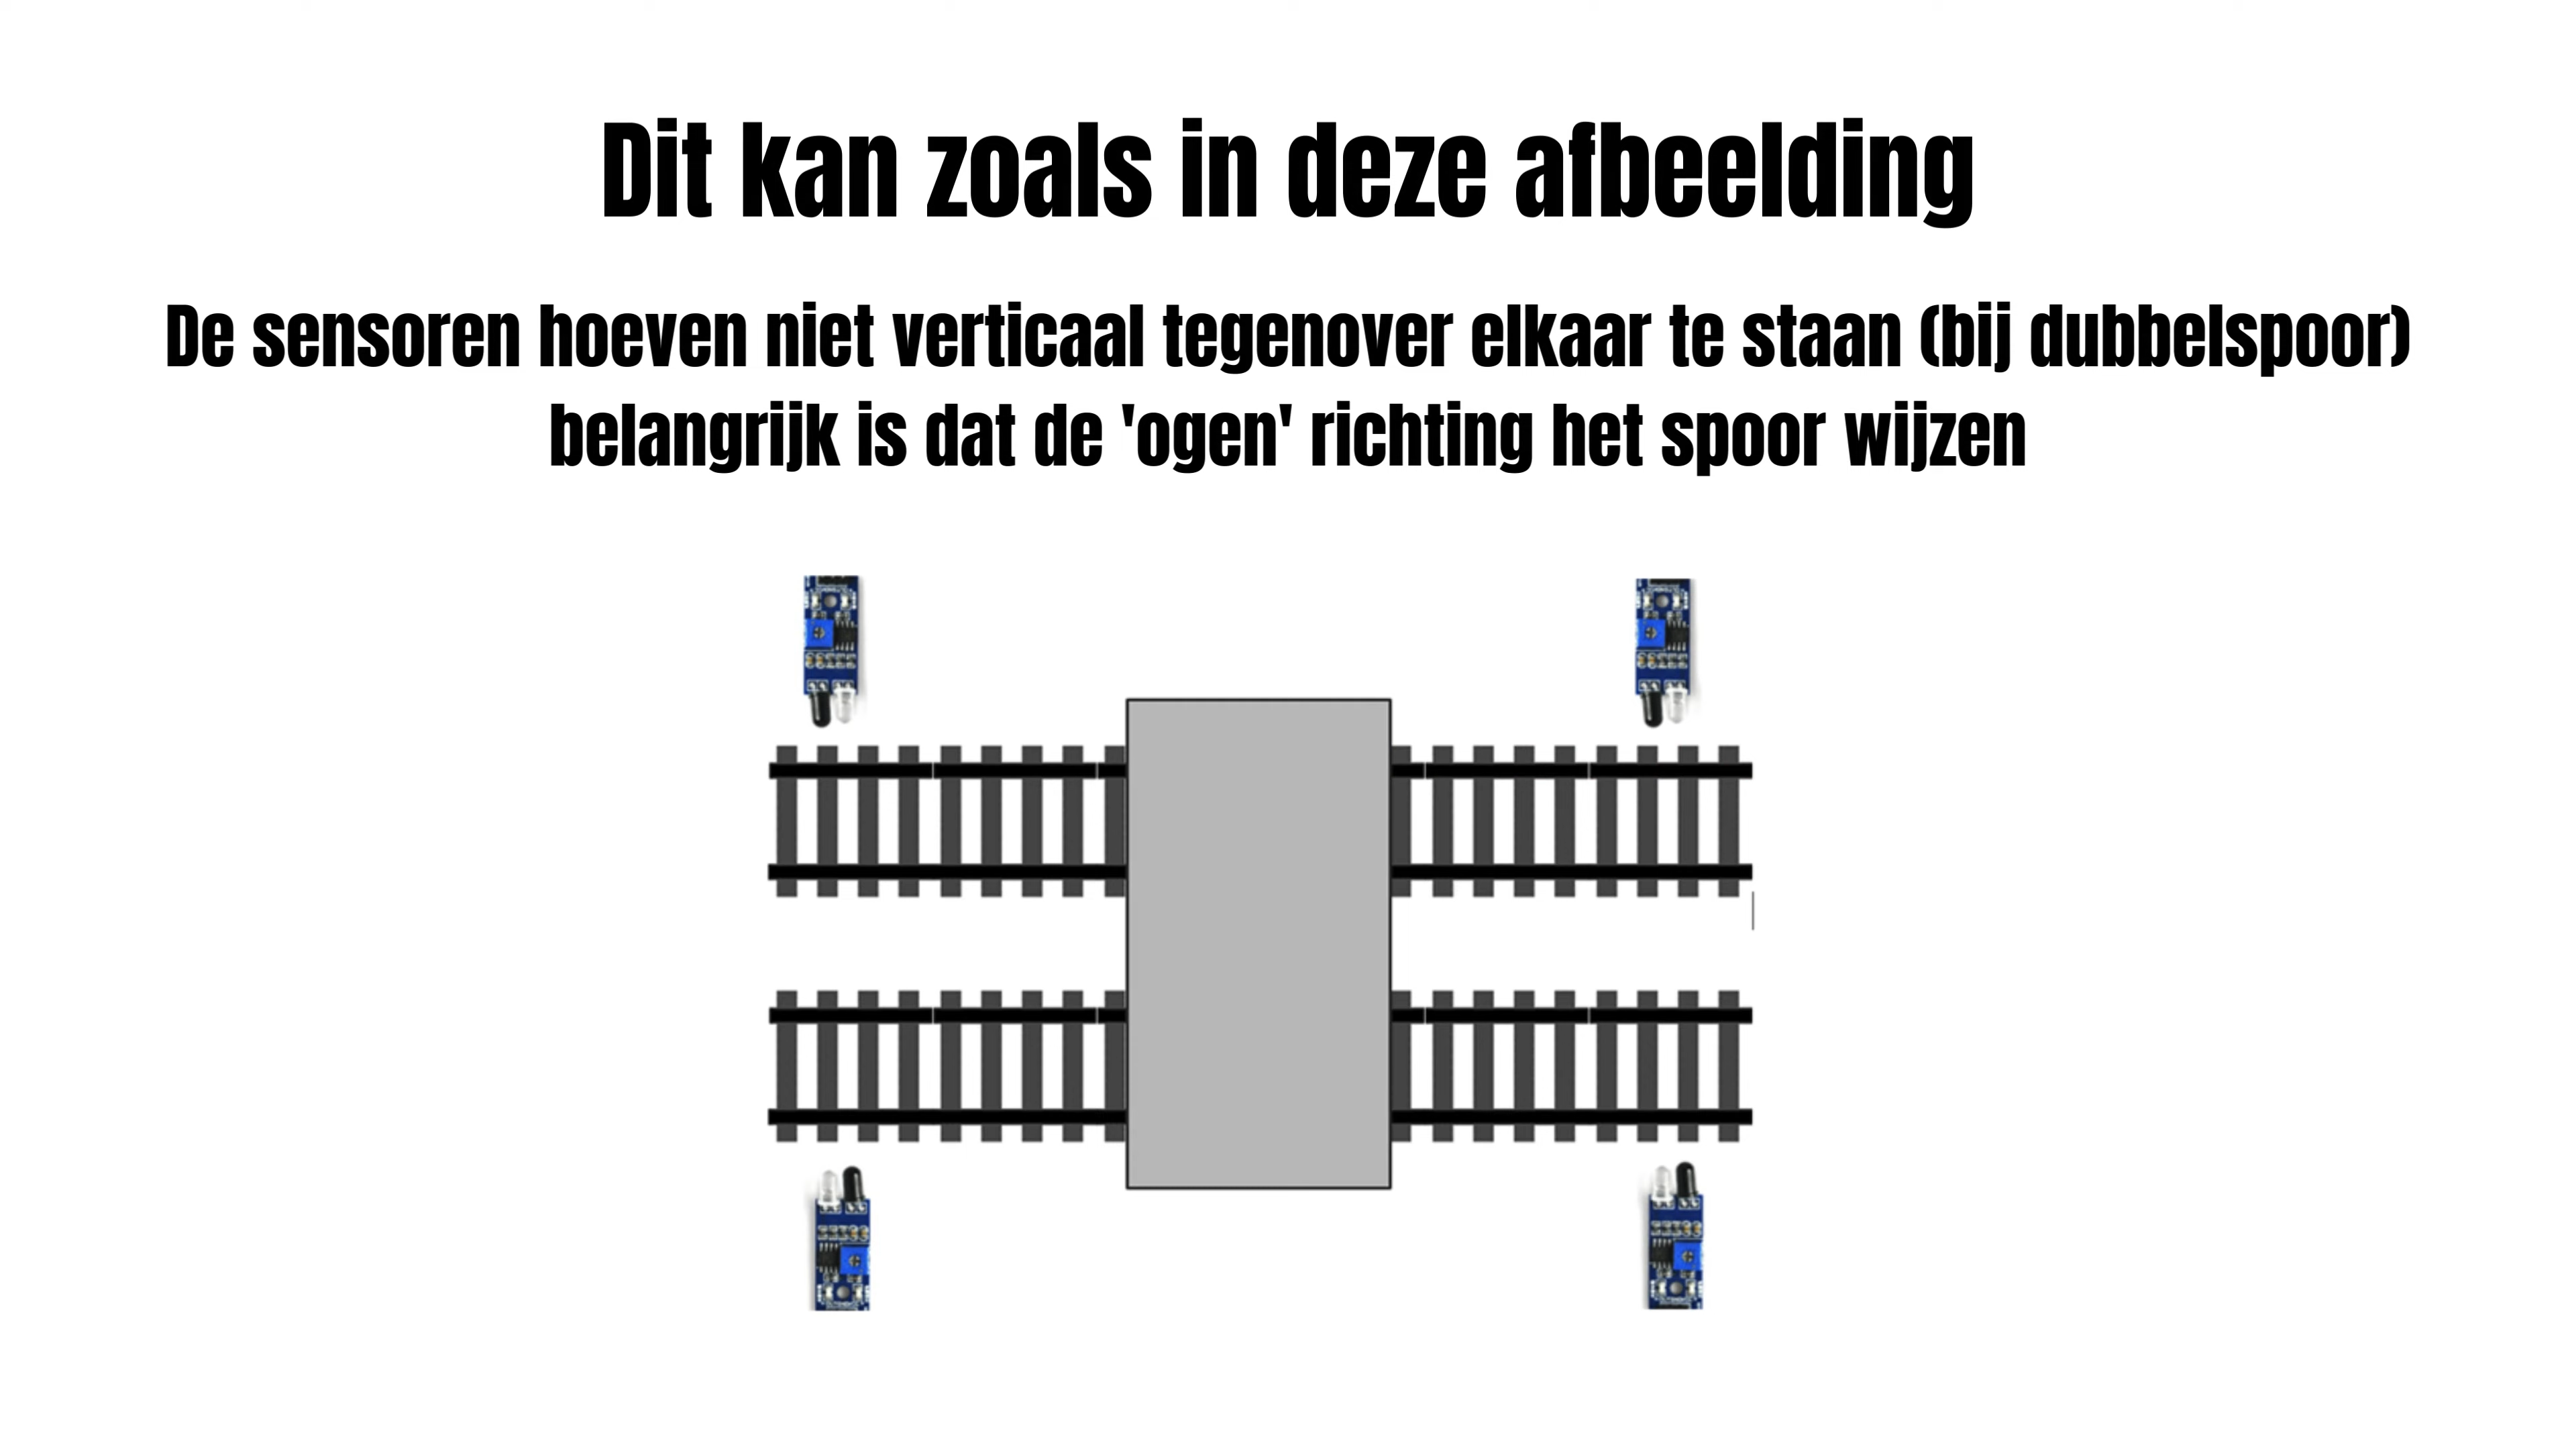 Dit kan zoals in deze afbeelding
De sensoren hoeven niet verticaal tegenover elkaar te staan (bij dubbelspoor)
belangrijk is dat de 'ogen' richting het spoor wijzen